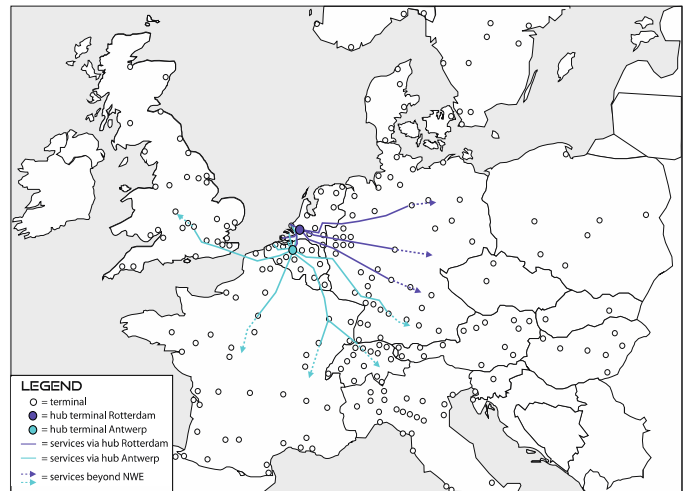 LEGEND
= terminal
= hub terminal Rotterdam
= hub terminal Antwerp
= services via hub Rotterdam
= services via hub Antwerp
= services beyond NWE